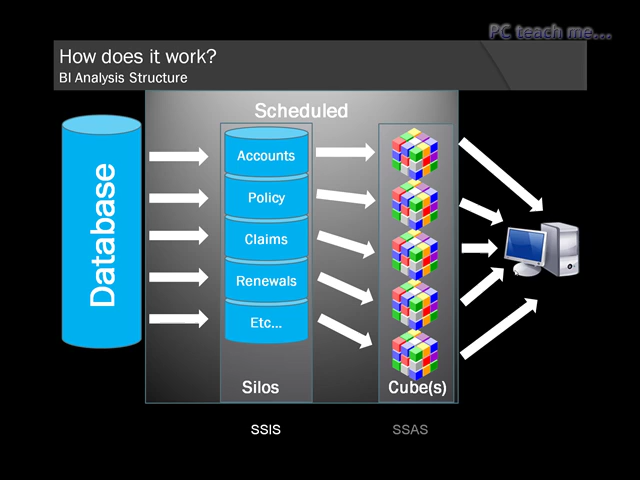 PC teach me...
How does it work?
BI Analysis Structure
Scheduled
Database
Accounts
Policy
Claims
Renewals
Etc...
Silos
Cube(s)
SSIS
SSAS